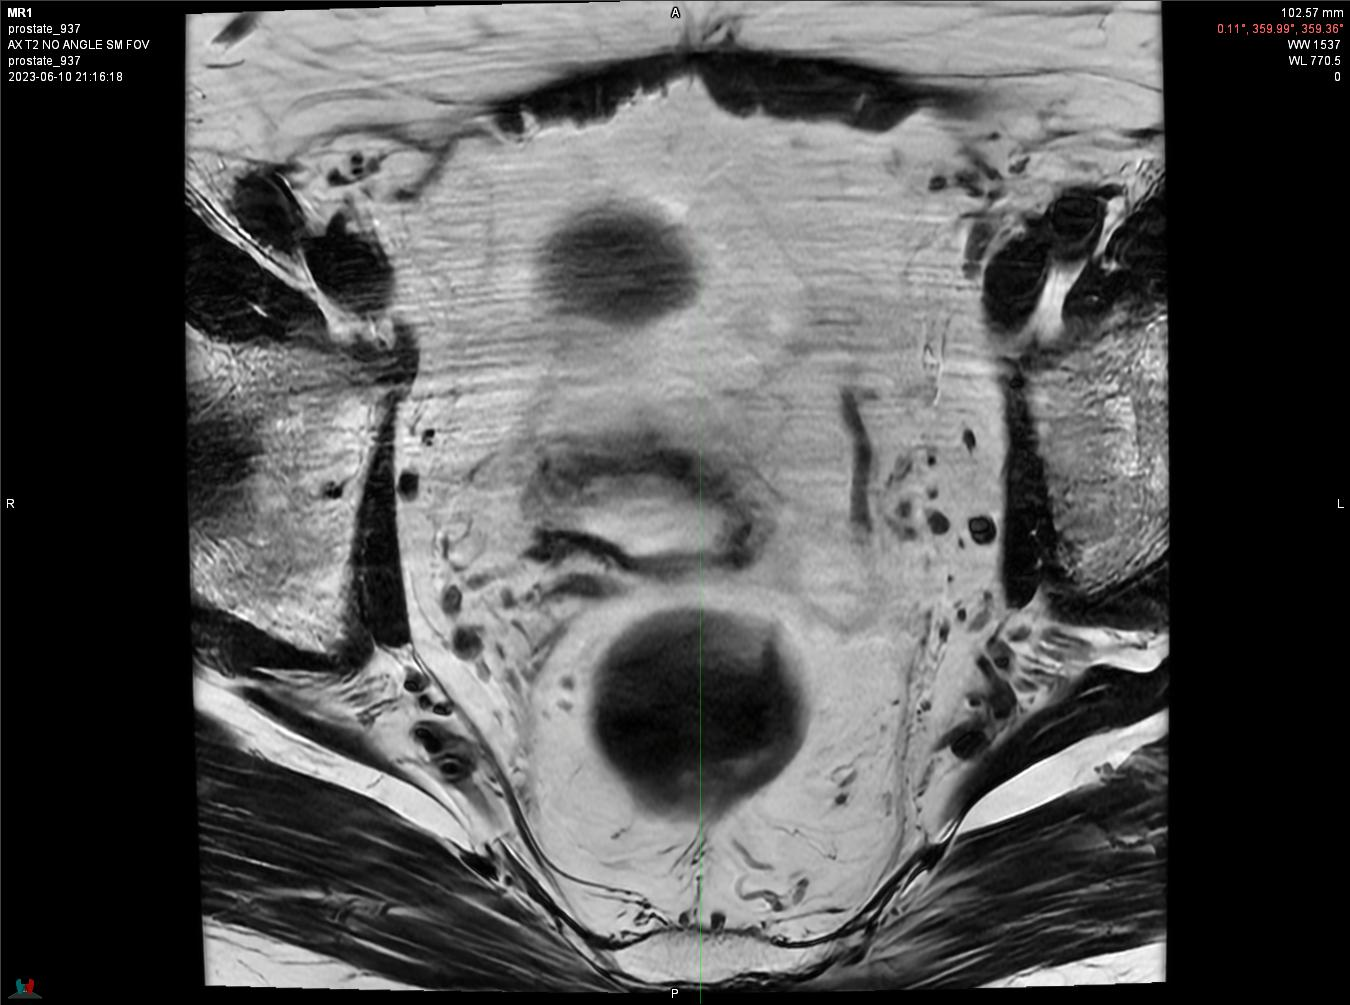 MR1
prostate_937
AX T2 NO ANGLE SM FOV
prostate_937
2023-06-10 21:16:18
A
102.57 mm
0.11°, 359.99°, 359.36°
WW 1537
WL 770.5
0
R
L
P